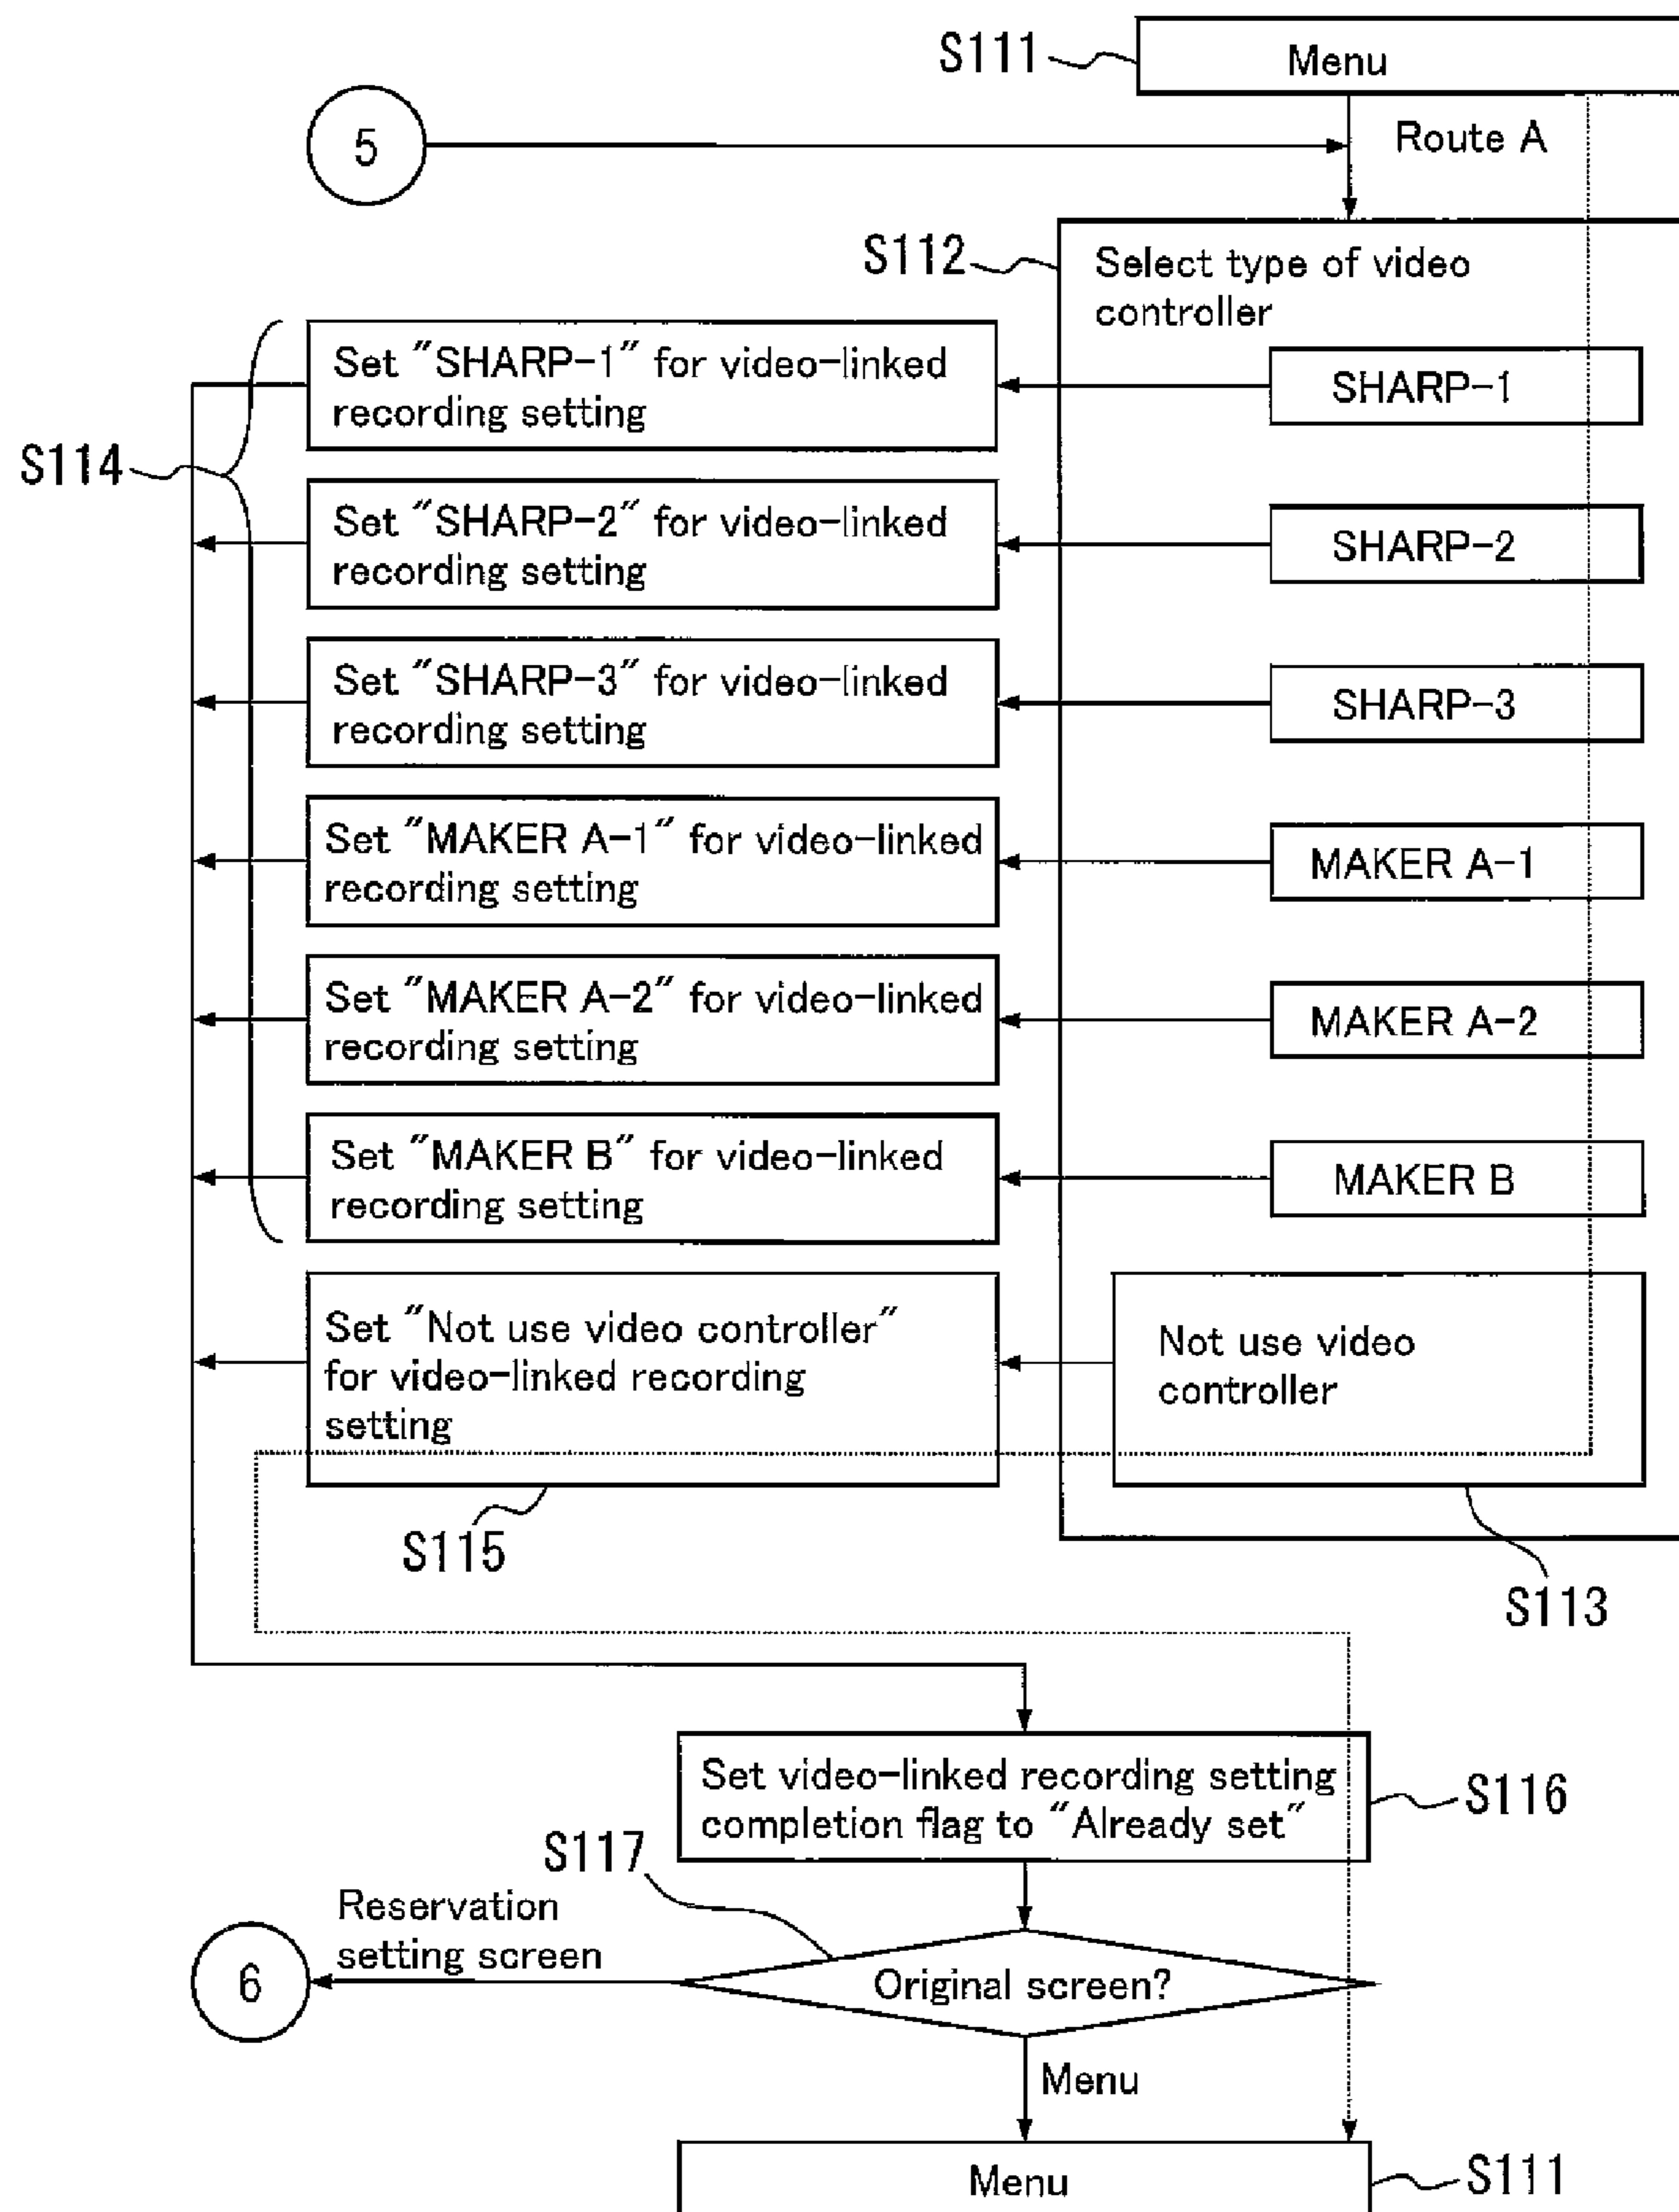 S111
Menu
5
Route A
S112
Select type of video
controller
S114
Set "SHARP-1" for video-linked
recording setting
SHARP-1
Set "SHARP-2" for video-linked
recording setting
SHARP-2
Set "SHARP-3" for video-linked
recording setting
SHARP-3
Set "MAKER A-1" for video-linked
recording setting
MAKER A-1
Set "MAKER A-2" for video-linked
recording setting
MAKER A-2
Set "MAKER B" for video-linked
recording setting
MAKER B
Set "Not use video controller"
for video-linked recording
setting
Not use video
controller
S115
S113
Set video-linked recording setting
completion flag to "Already set"
S116
S117
Reservation
setting screen
6
Original screen?
Menu
Menu
S111